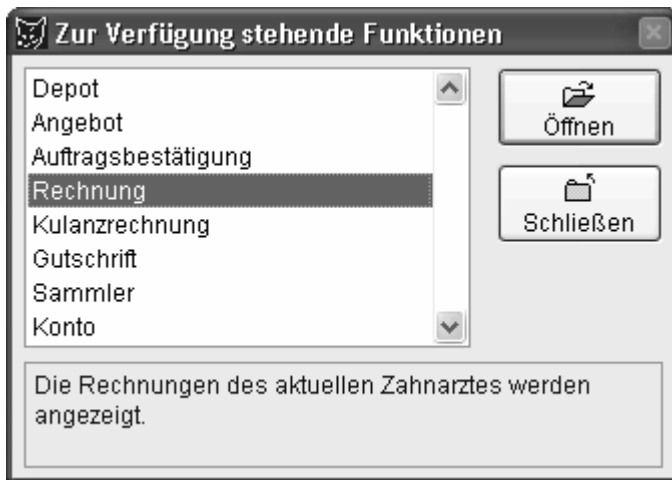 Zur Verfügung stehende Funktionen
Depot
Angebot
Auftragsbestätigung
Rechnung
Kulanzrechnung
Gutschrift
Sammler
Konto
Öffnen
Schließen
Die Rechnungen des aktuellen Zahnarztes werden
angezeigt.